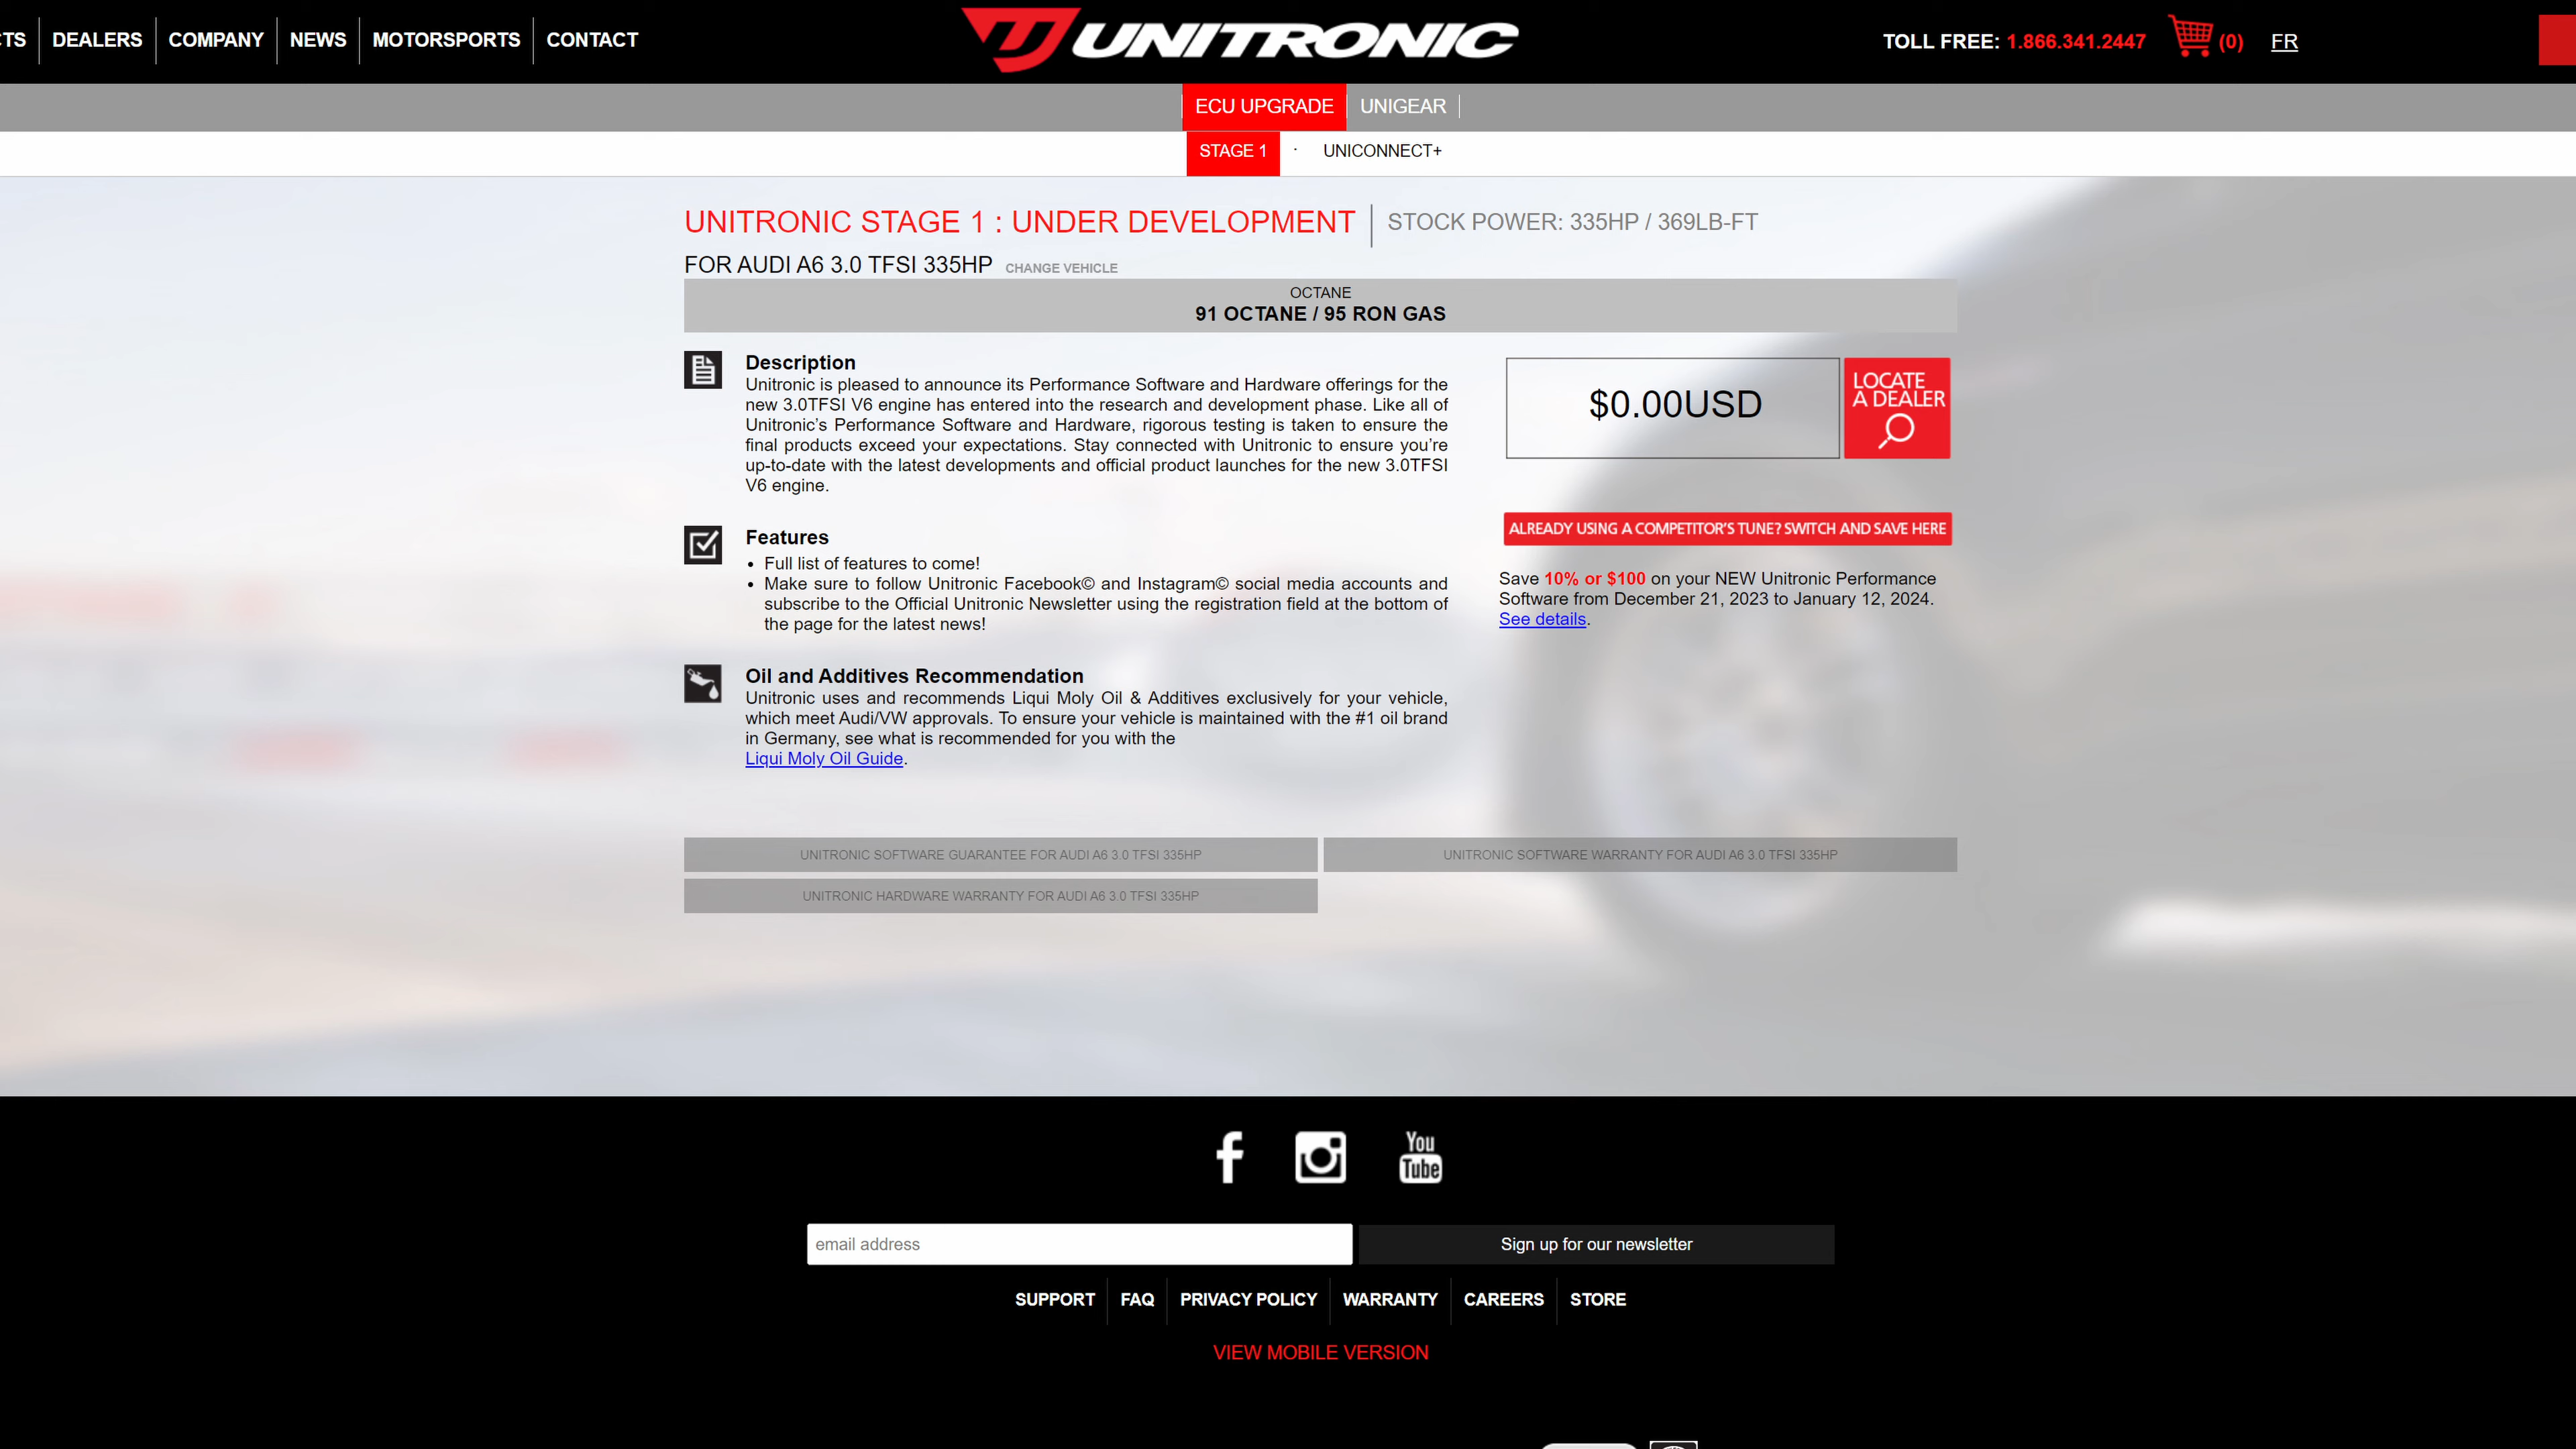 TS
DEALERS
COMPANY
NEWS
MOTORSPORTS
CONTACT
UNITRONIC
TOLL FREE: 1.866.341.2447
(0)
FR
ECU UPGRADE
UNIGEAR
STAGE 1
·
UNICONNECT+
UNITRONIC STAGE 1 : UNDER DEVELOPMENT
STOCK POWER: 335HP / 369LB-FT
FOR AUDI A6 3.0 TFSI 335HP
CHANGE VEHICLE
OCTANE
91 OCTANE / 95 RON GAS
Description
Unitronic is pleased to announce its Performance Software and Hardware offerings for the
new 3.0TFSI V6 engine has entered into the research and development phase. Like all of
Unitronic’s Performance Software and Hardware, rigorous testing is taken to ensure the
final products exceed your expectations. Stay connected with Unitronic to ensure you’re
up-to-date with the latest developments and official product launches for the new 3.0TFSI
V6 engine.
$0.00USD
LOCATE
A DEALER
Features
• Full list of features to come!
• Make sure to follow Unitronic Facebook© and Instagram© social media accounts and
subscribe to the Official Unitronic Newsletter using the registration field at the bottom of
the page for the latest news!
ALREADY USING A COMPETITOR'S TUNE? SWITCH AND SAVE HERE
Save 10% or $100 on your NEW Unitronic Performance
Software from December 21, 2023 to January 12, 2024.
See details.
Oil and Additives Recommendation
Unitronic uses and recommends Liqui Moly Oil & Additives exclusively for your vehicle,
which meet Audi/VW approvals. To ensure your vehicle is maintained with the #1 oil brand
in Germany, see what is recommended for you with the
Liqui Moly Oil Guide.
UNITRONIC SOFTWARE GUARANTEE FOR AUDI A6 3.0 TFSI 335HP
UNITRONIC SOFTWARE WARRANTY FOR AUDI A6 3.0 TFSI 335HP
UNITRONIC HARDWARE WARRANTY FOR AUDI A6 3.0 TFSI 335HP
You
Tube
email address
Sign up for our newsletter
SUPPORT
FAQ
PRIVACY POLICY
WARRANTY
CAREERS
STORE
VIEW MOBILE VERSION